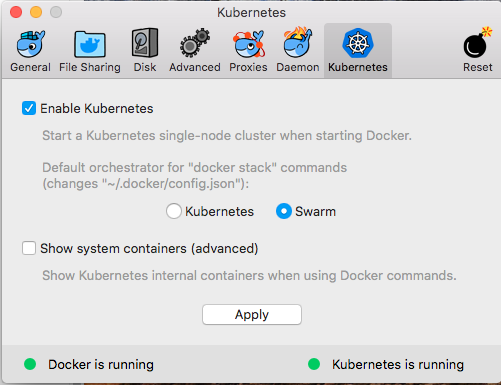 Kubernetes
General File Sharing Disk Advanced Proxies Daemon Kubernetes Reset
Enable Kubernetes
Start a Kubernetes single-node cluster when starting Docker.
Default orchestrator for "docker stack" commands
(changes "~/.docker/config.json"):
Kubernetes Swarm
Show system containers (advanced)
Show Kubernetes internal containers when using Docker commands.
Apply
Docker is running Kubernetes is running